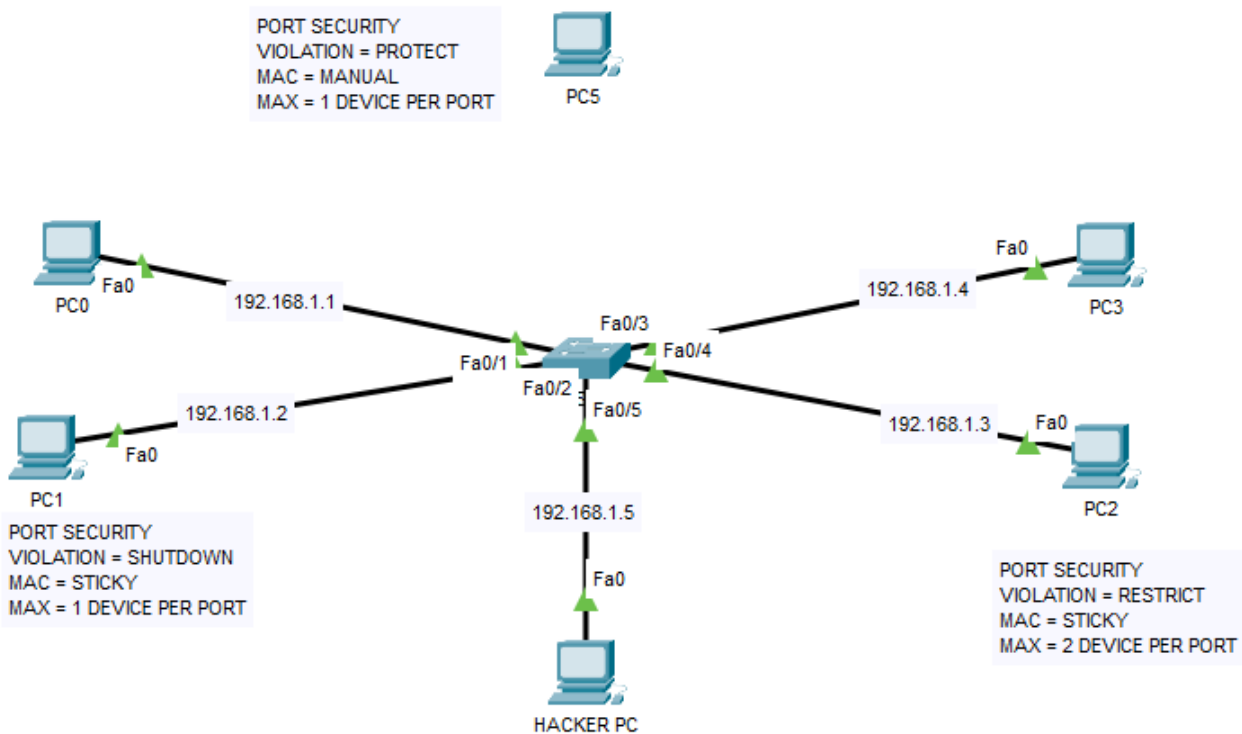 PORT SECURITY
VIOLATION = PROTECT
MAC = MANUAL
MAX = 1 DEVICE PER PORT
PC5
Fa0
PC0
192.168.1.1
Fa0
192.168.1.4
PC3
Fa0/3
Fa0/4
Fa0/1
Fa0/2
Fa0/5
192.168.1.2
Fa0
PC1
192.168.1.3
Fa0
PC2
PORT SECURITY
VIOLATION = SHUTDOWN
MAC = STICKY
MAX = 1 DEVICE PER PORT
192.168.1.5
Fa0
HACKER PC
PORT SECURITY
VIOLATION = RESTRICT
MAC = STICKY
MAX = 2 DEVICE PER PORT